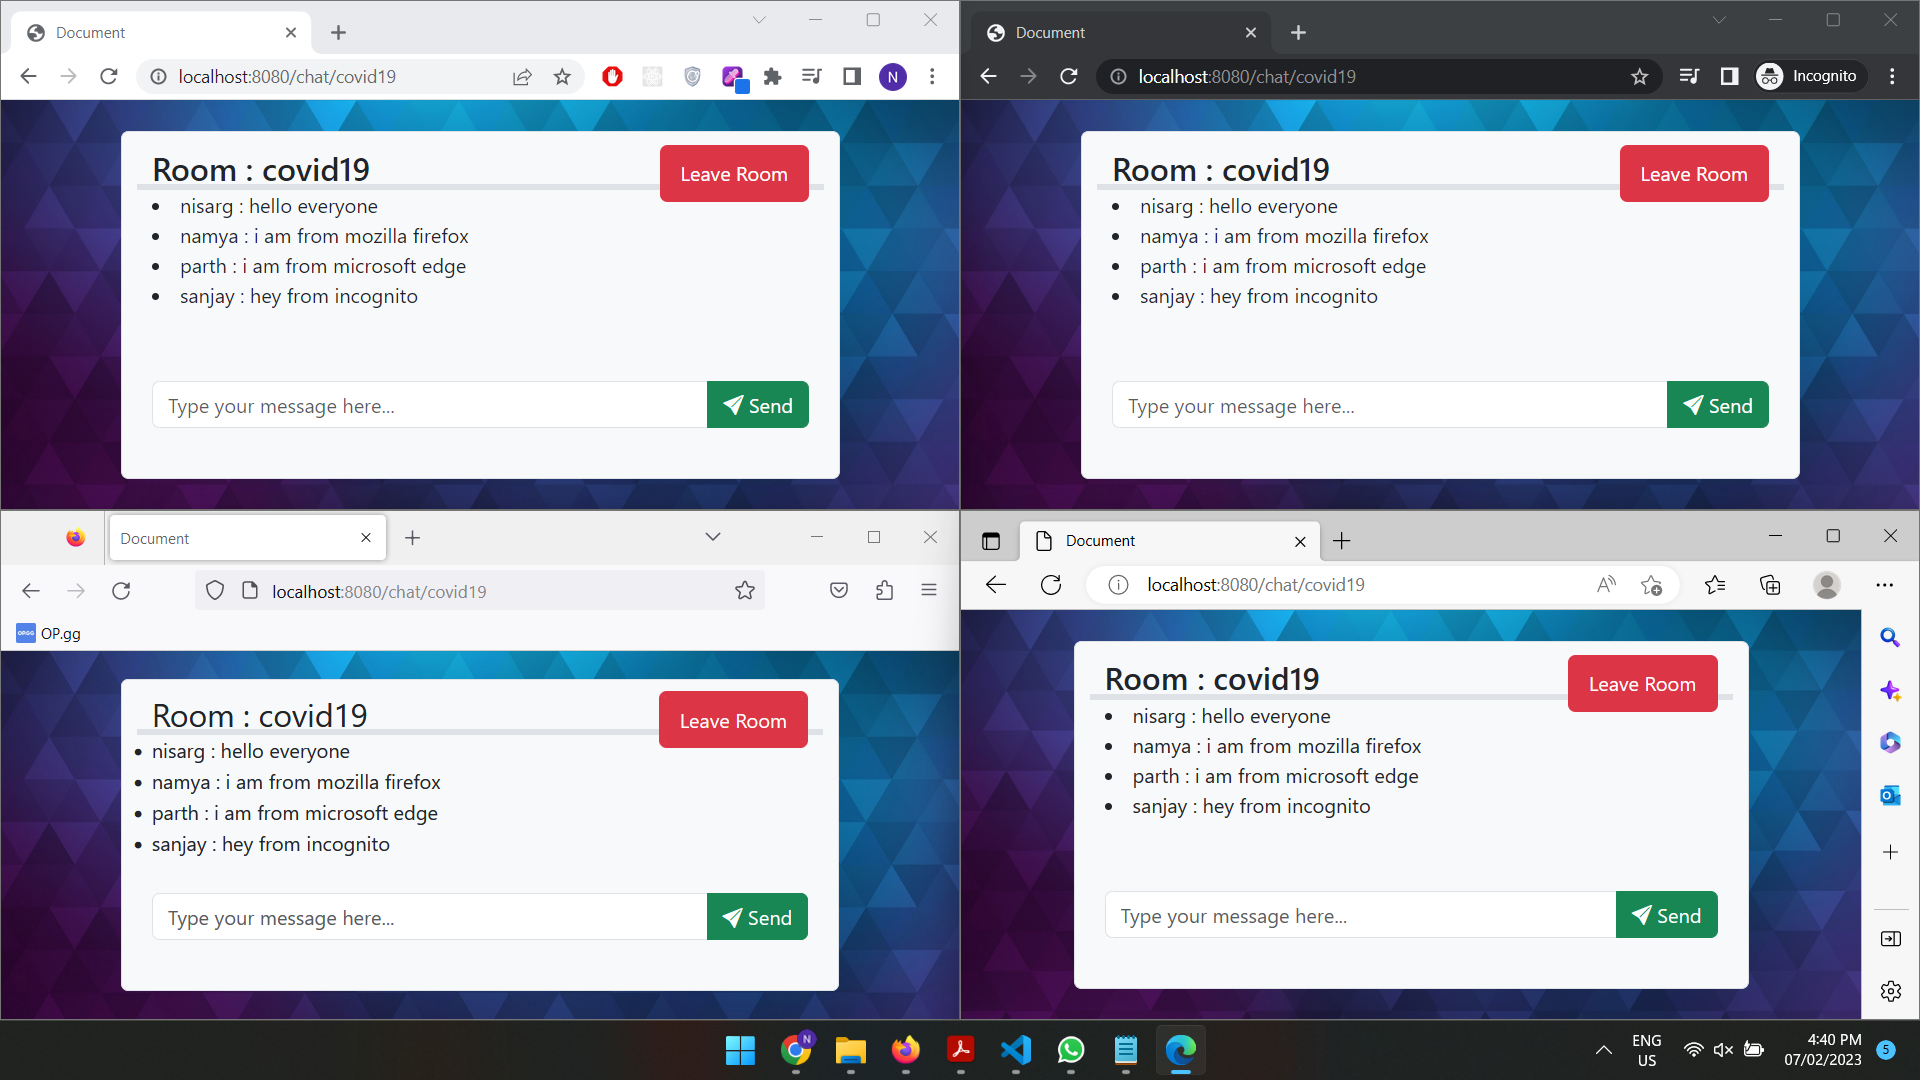 Document
localhost:8080/chat/covid19
N
Room : covid19
Leave Room
nisarg : hello everyone
namya : i am from mozilla firefox
parth : i am from microsoft edge
sanjay : hey from incognito
Type your message here...
Send
Document
localhost:8080/chat/covid19
Incognito
Room : covid19
Leave Room
nisarg : hello everyone
namya : i am from mozilla firefox
parth : i am from microsoft edge
sanjay : hey from incognito
Type your message here...
Send
Document
localhost:8080/chat/covid19
OP.GG OP.gg
Room : covid19
Leave Room
nisarg : hello everyone
namya : i am from mozilla firefox
parth : i am from microsoft edge
sanjay : hey from incognito
Type your message here...
Send
Document
localhost:8080/chat/covid19
Room : covid19
Leave Room
nisarg : hello everyone
namya : i am from mozilla firefox
parth : i am from microsoft edge
sanjay : hey from incognito
Type your message here...
Send
N
ENG
US
4:40 PM
07/02/2023
5